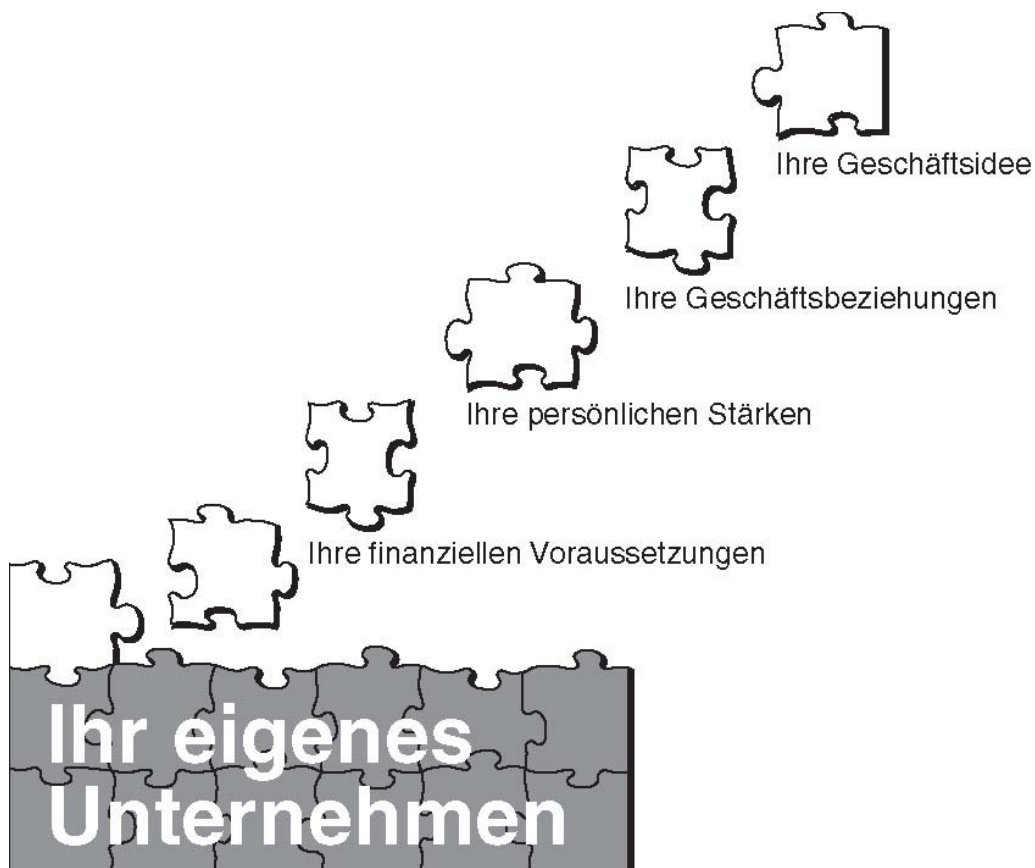 Ihre Geschäftsidee
Ihre Geschäftsbeziehungen
Ihre persönlichen Stärken
Ihre finanziellen Voraussetzungen
Ihr eigenes
Unternehmen